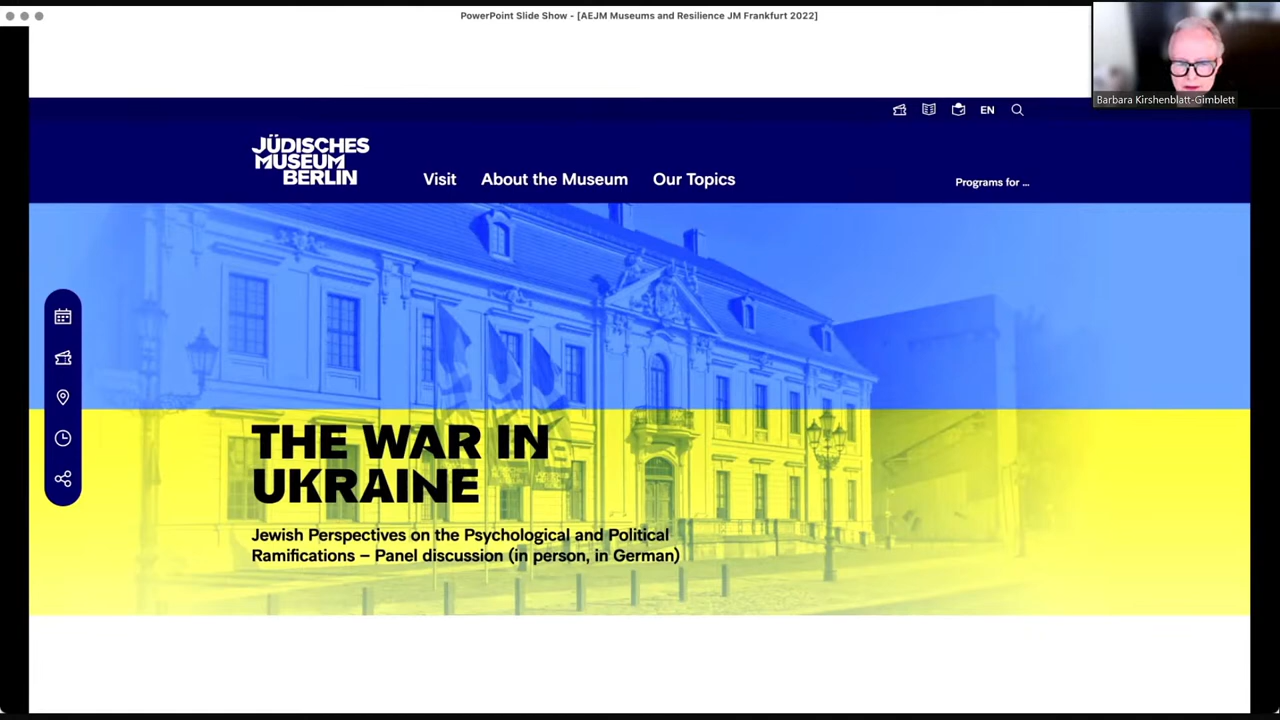 PowerPoint Slide Show - [AEJM Museums and Resilience JM Frankfurt 2022]
Barbara Kirshenblatt-Gimblett
EN
JÜDISCHES
MUSEUM
BERLIN
Visit
About the Museum
Our Topics
Programs for ...
THE WAR IN
UKRAINE
Jewish Perspectives on the Psychological and Political
Ramifications – Panel discussion (in person, in German)